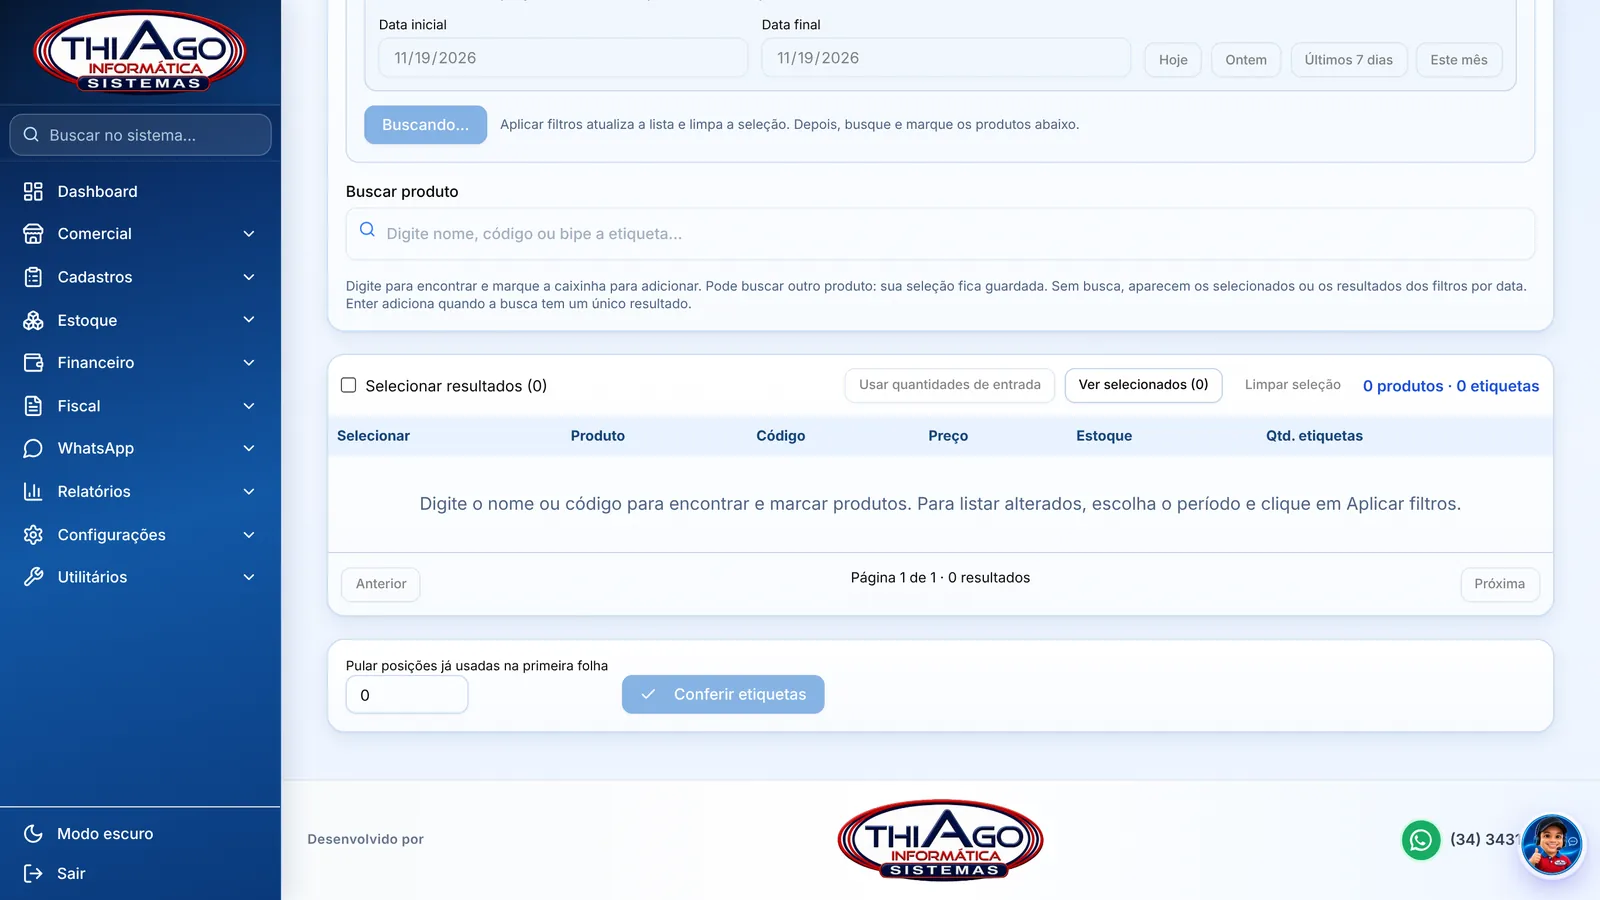 THIAGO
INFORMÁTICA
SISTEMAS
Buscar no sistema...
Dashboard
Comercial
Cadastros
Estoque
Financeiro
Fiscal
WhatsApp
Relatórios
Configurações
Utilitários
Modo escuro
Sair
Data inicial
Data final
11/19/2026
11/19/2026
Hoje
Ontem
Últimos 7 dias
Este mês
Buscando...
Aplicar filtros atualiza a lista e limpa a seleção. Depois, busque e marque os produtos abaixo.
Buscar produto
Digite nome, código ou bipe a etiqueta...
Digite para encontrar e marque a caixinha para adicionar. Pode buscar outro produto: sua seleção fica guardada. Sem busca, aparecem os selecionados ou os resultados dos filtros por data.
Enter adiciona quando a busca tem um único resultado.
Selecionar resultados (0)
Usar quantidades de entrada
Ver selecionados (0)
Limpar seleção
0 produtos · 0 etiquetas
Selecionar
Produto
Código
Preço
Estoque
Qtd. etiquetas
Digite o nome ou código para encontrar e marcar produtos. Para listar alterados, escolha o período e clique em Aplicar filtros.
Anterior
Página 1 de 1 · 0 resultados
Próxima
Pular posições já usadas na primeira folha
0
Conferir etiquetas
Desenvolvido por
THIAGO
INFORMÁTICA
SISTEMAS
(34) 343